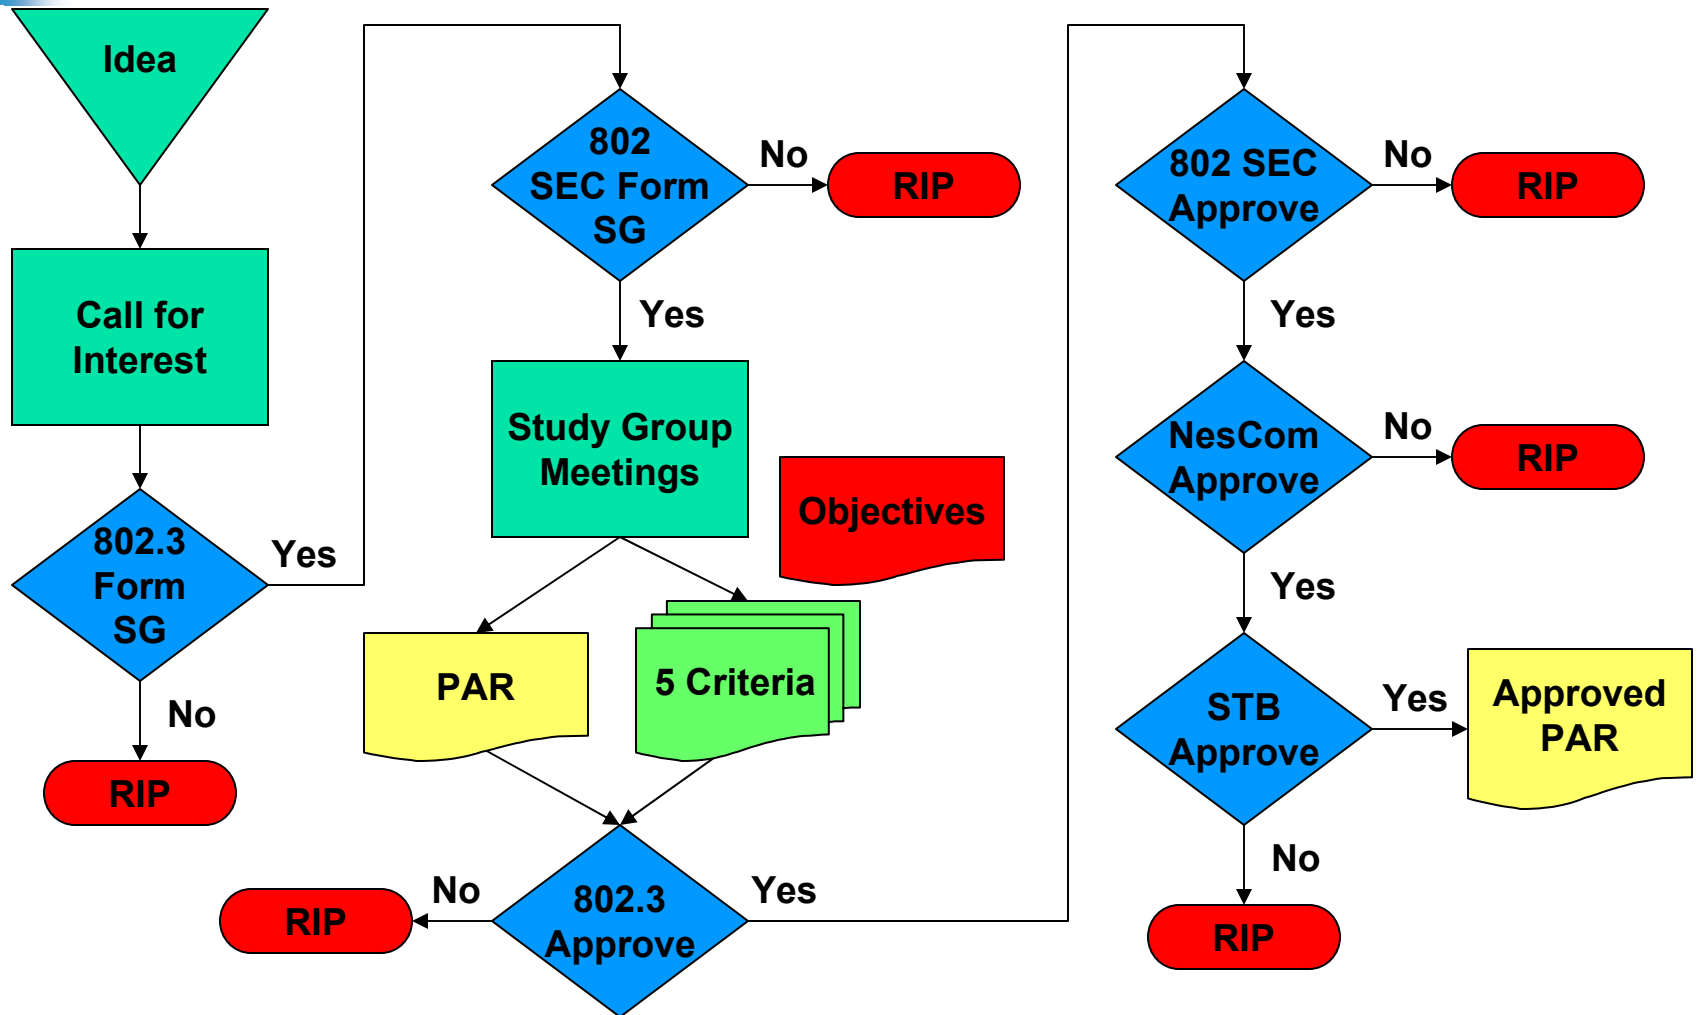 Idea
Call for
Interest
802.3
Form
SG
Yes
No
RIP
802
SEC Form
SG
No
RIP
Yes
Study Group
Meetings
Objectives
PAR
5 Criteria
802.3
Approve
No
RIP
Yes
802 SEC
Approve
No
RIP
Yes
NesCom
Approve
No
RIP
Yes
STB
Approve
Yes
Approved
PAR
No
RIP